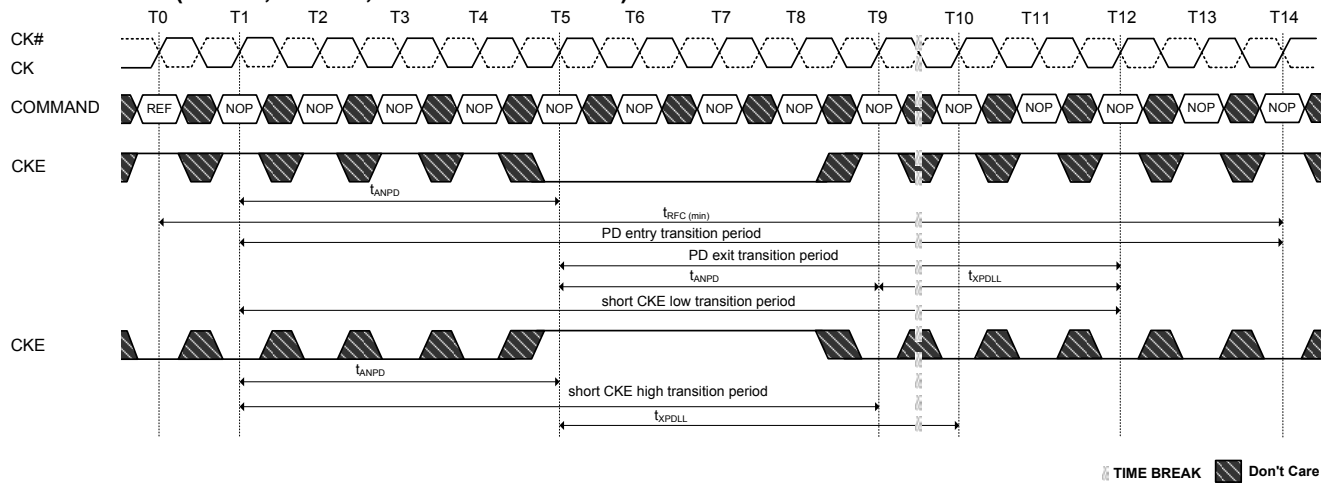 T0 T1 T2 T3 T4 T5 T6 T7 T8 T9 T10 T11 T12 T13 T14
CK#
CK
COMMAND REF NOP NOP NOP NOP NOP NOP NOP NOP NOP NOP NOP NOP NOP NOP
CKE
tANPD
tRFC (min)
PD entry transition period
PD exit transition period
tANPD tXPDLL
short CKE low transition period
CKE
tANPD
short CKE high transition period
tXPDLL
TIME BREAK Don't Care